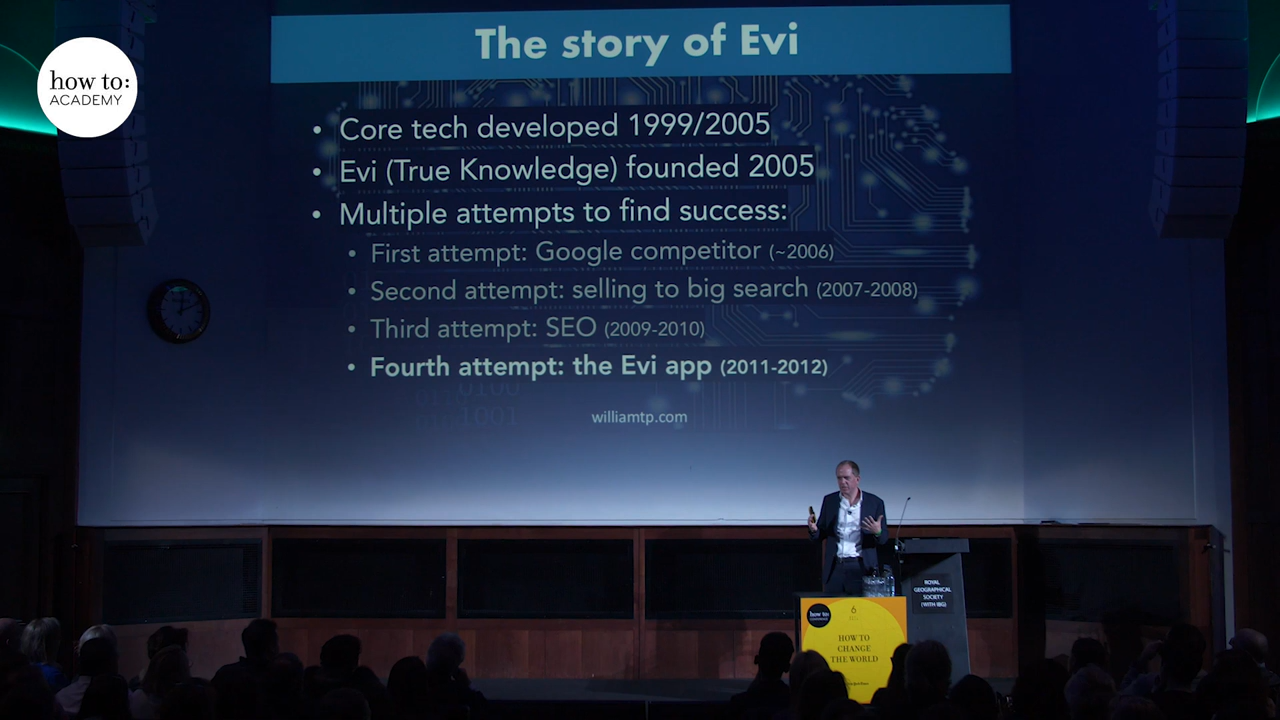 how to:
ACADEMY
The story of Evi
• Core tech developed 1999/2005
• Evi (True Knowledge) founded 2005
• Multiple attempts to find success:
• First attempt: Google competitor (~2006)
• Second attempt: selling to big search (2007-2008)
• Third attempt: SEO (2009-2010)
• Fourth attempt: the Evi app (2011-2012)
williamtp.com
ROYAL
GEOGRAPHICAL
SOCIETY
(WITH IBG)
how to:
6
HOW TO
CHANGE
THE WORLD